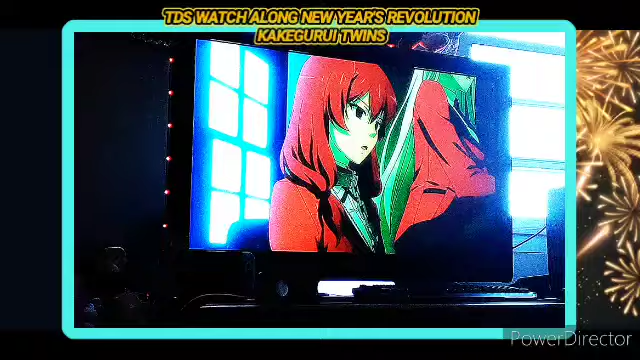 TDS WATCH ALONG NEW YEAR'S REVOLUTION
KAKEGURUI TWINS
PowerDirector